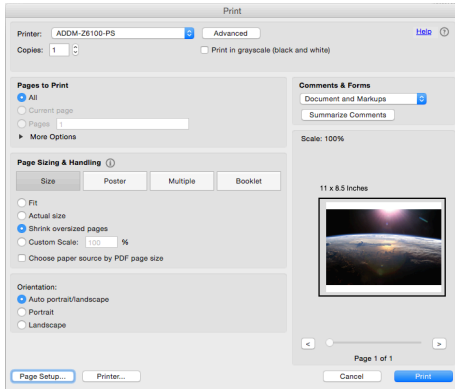 Print
Printer: ADDM-Z6100-PS Advanced Help ?
Copies: 1 Print in grayscale (black and white)
Pages to Print
All
Current page
Pages 1
More Options
Comments & Forms
Document and Markups
Summarize Comments
Scale: 100%
Page Sizing & Handling i
Size Poster Multiple Booklet
Fit
Actual size
Shrink oversized pages
Custom Scale: 100 %
Choose paper source by PDF page size
11 x 8.5 Inches
Orientation:
Auto portrait/landscape
Portrait
Landscape
< >
Page 1 of 1
Page Setup... Printer... Cancel Print